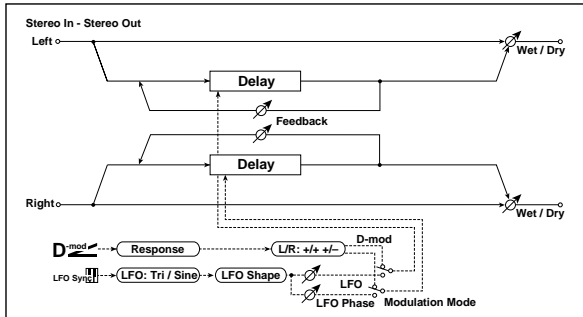 Stereo In - Stereo Out
Left
Wet / Dry
Delay
Feedback
Delay
Right
Wet / Dry
D-mod
D-mod
Response
L/R: +/+ +/–
LFO Sync
LFO: Tri / Sine
LFO Shape
LFO
LFO Phase
Modulation Mode